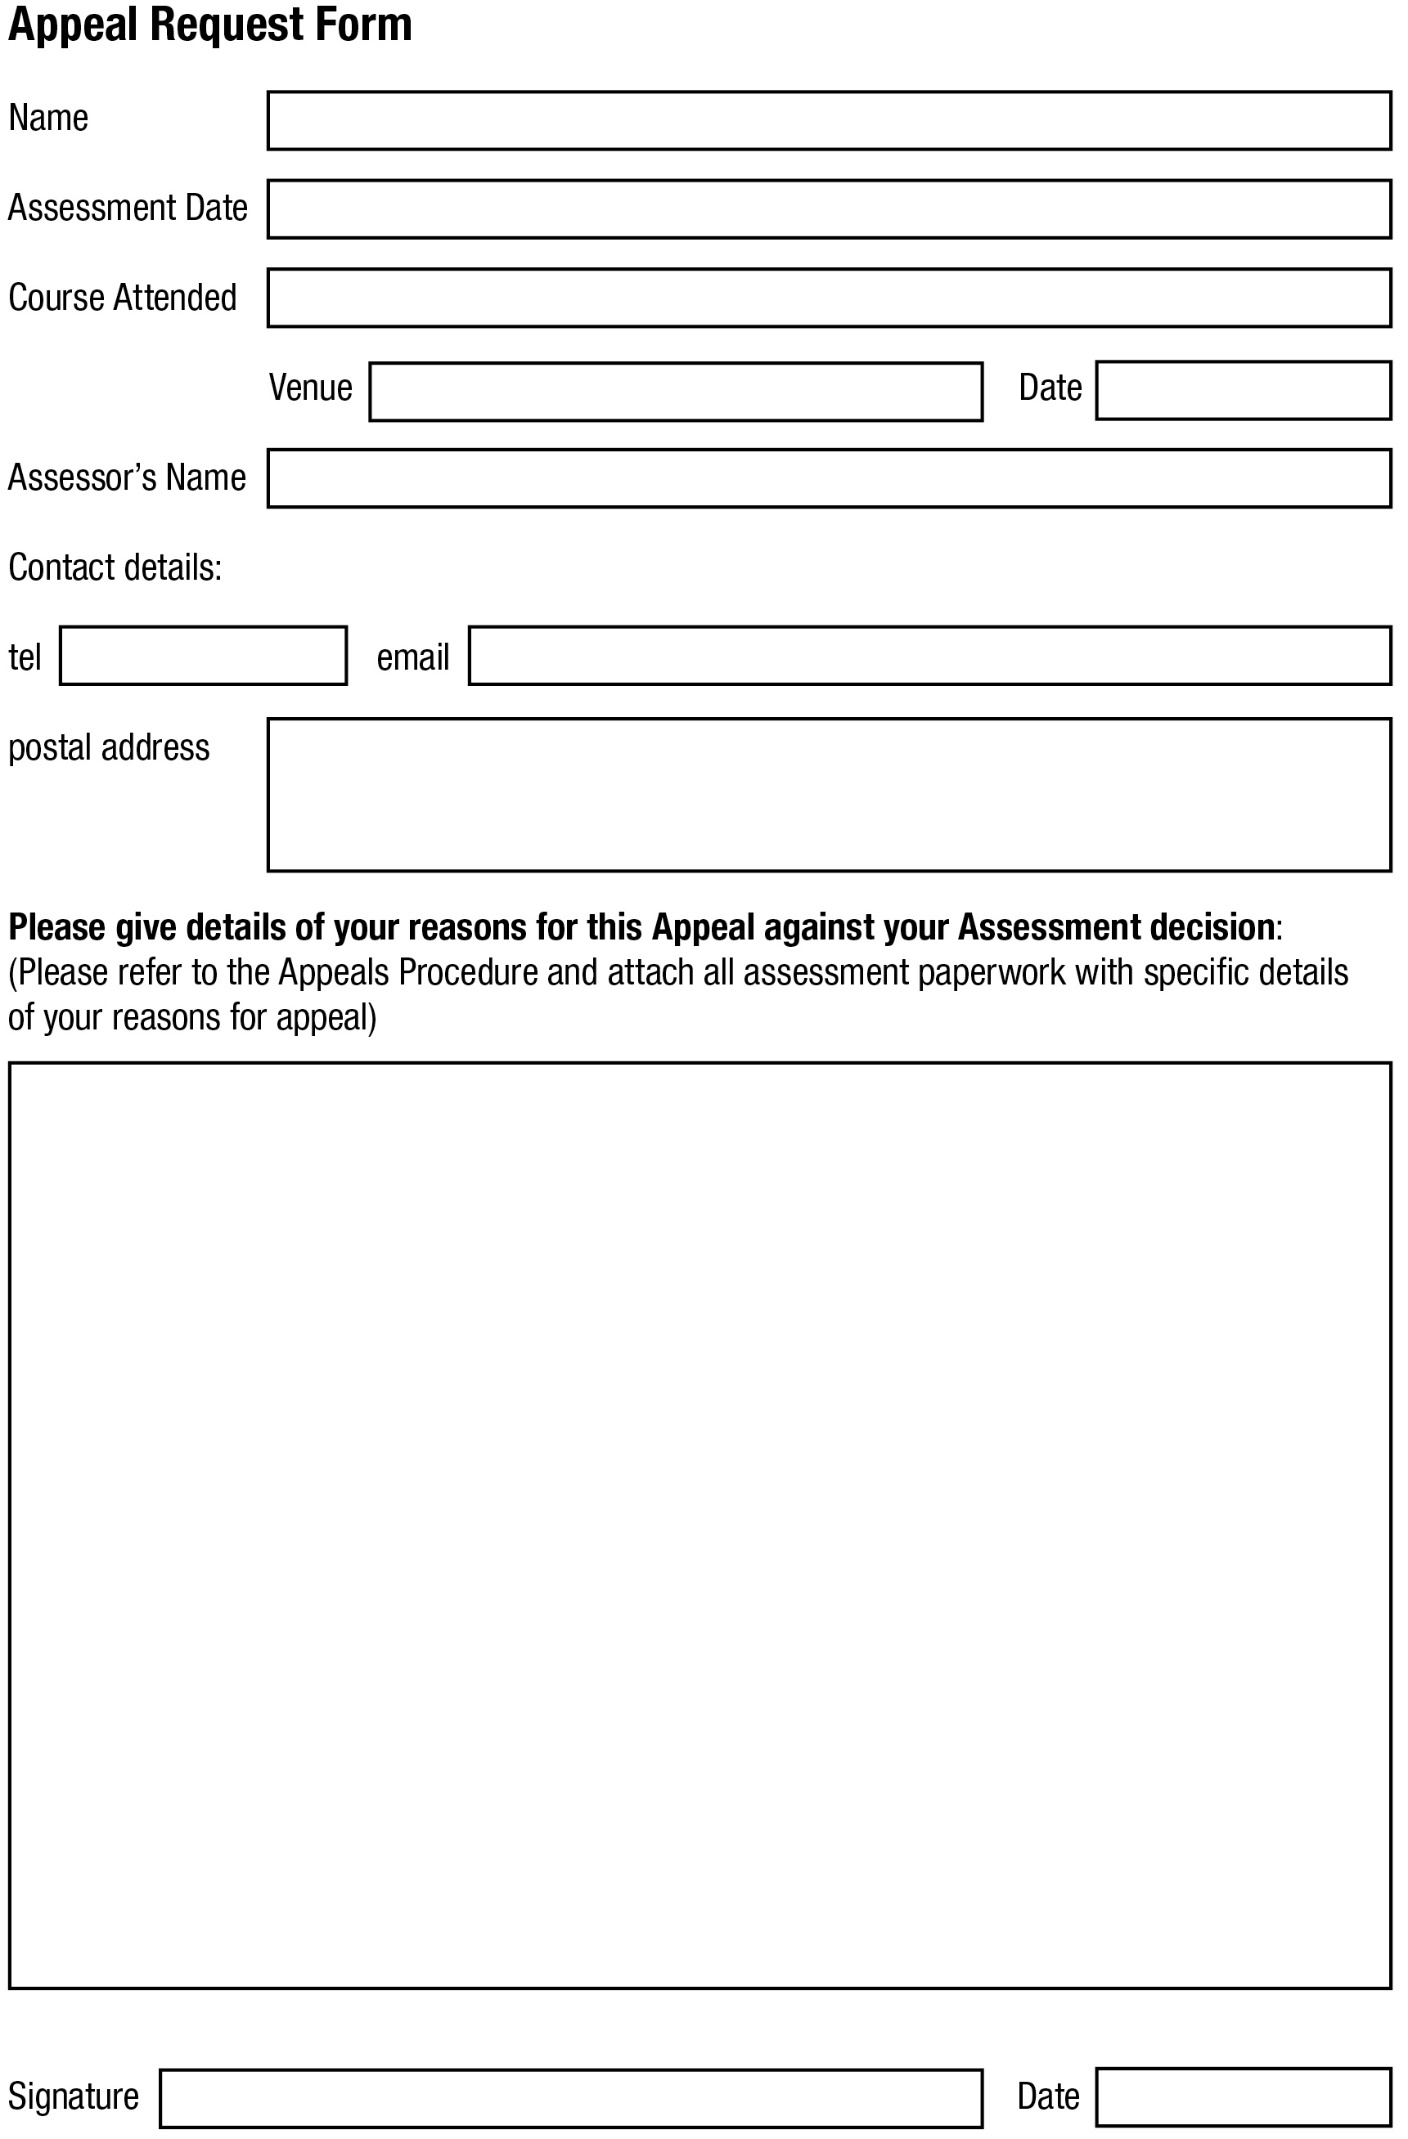 Appeal Request Form
Name
Assessment Date
Course Attended
Venue Date
Assessor’s Name
Contact details:
tel email
postal address
Please give details of your reasons for this Appeal against your Assessment decision:
(Please refer to the Appeals Procedure and attach all assessment paperwork with specific details
of your reasons for appeal)
Signature Date